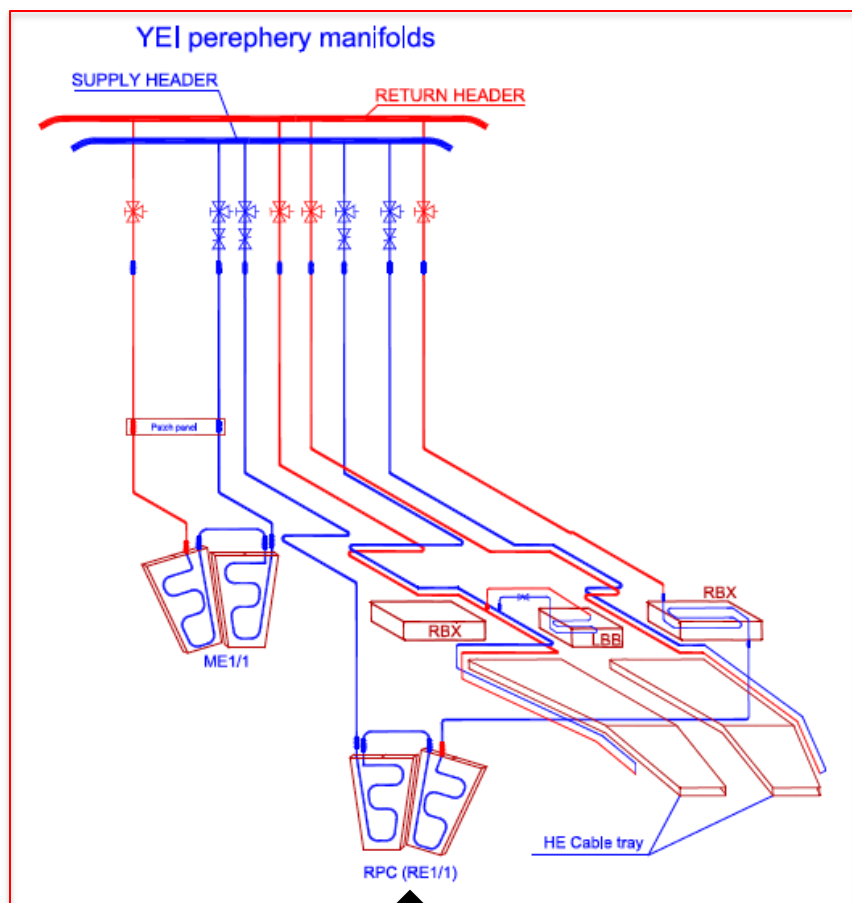 YEI perephery manifolds
SUPPLY HEADER
RETURN HEADER
Patch panel
RBX
RBX
LBB
ME1/1
HE Cable tray
RPC (RE1/1)